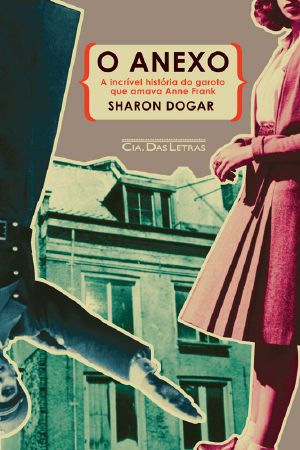 O ANEXO
A incrível história do garoto
que amava Anne Frank
SHARON DOGAR
CIA. DAS LETRAS